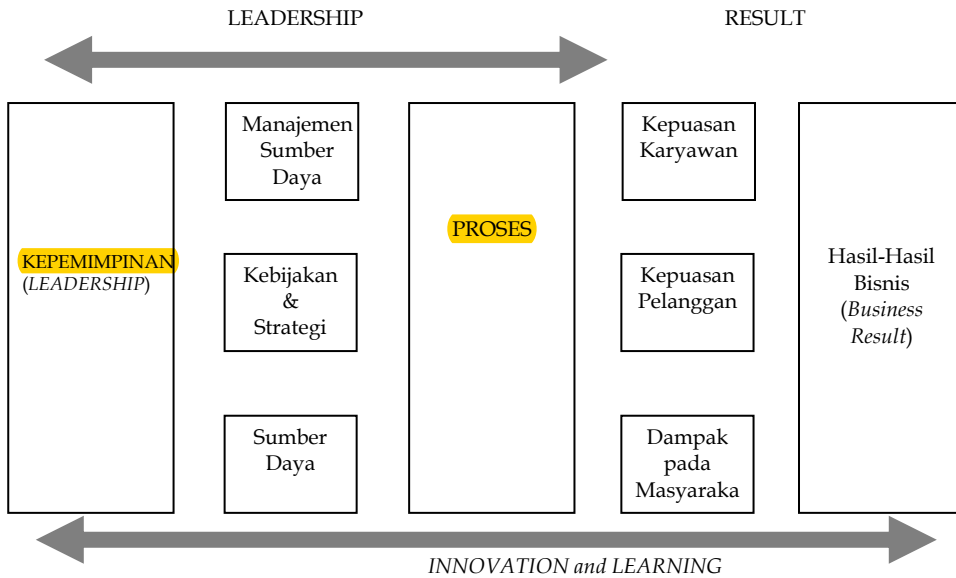 LEADERSHIP
RESULT
KEPEMIMPINAN
(LEADERSHIP)
Manajemen
Sumber
Daya
Kebijakan
&
Strategi
Sumber
Daya
PROSES
Kepuasan
Karyawan
Kepuasan
Pelanggan
Dampak
pada
Masyaraka
Hasil-Hasil
Bisnis
(Business
Result)
INNOVATION and LEARNING